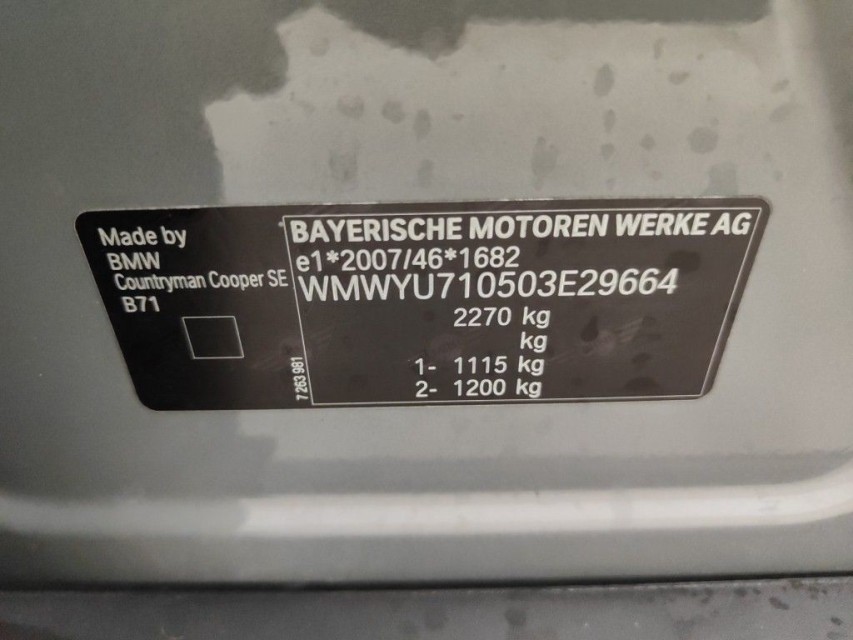 Made by
BMW
Countryman Cooper SE
B71
7 263 981
BAYERISCHE MOTOREN WERKE AG
e1*2007/46*1682
WMWYU710503E29664
2270 kg
kg
1- 1115 kg
2- 1200 kg